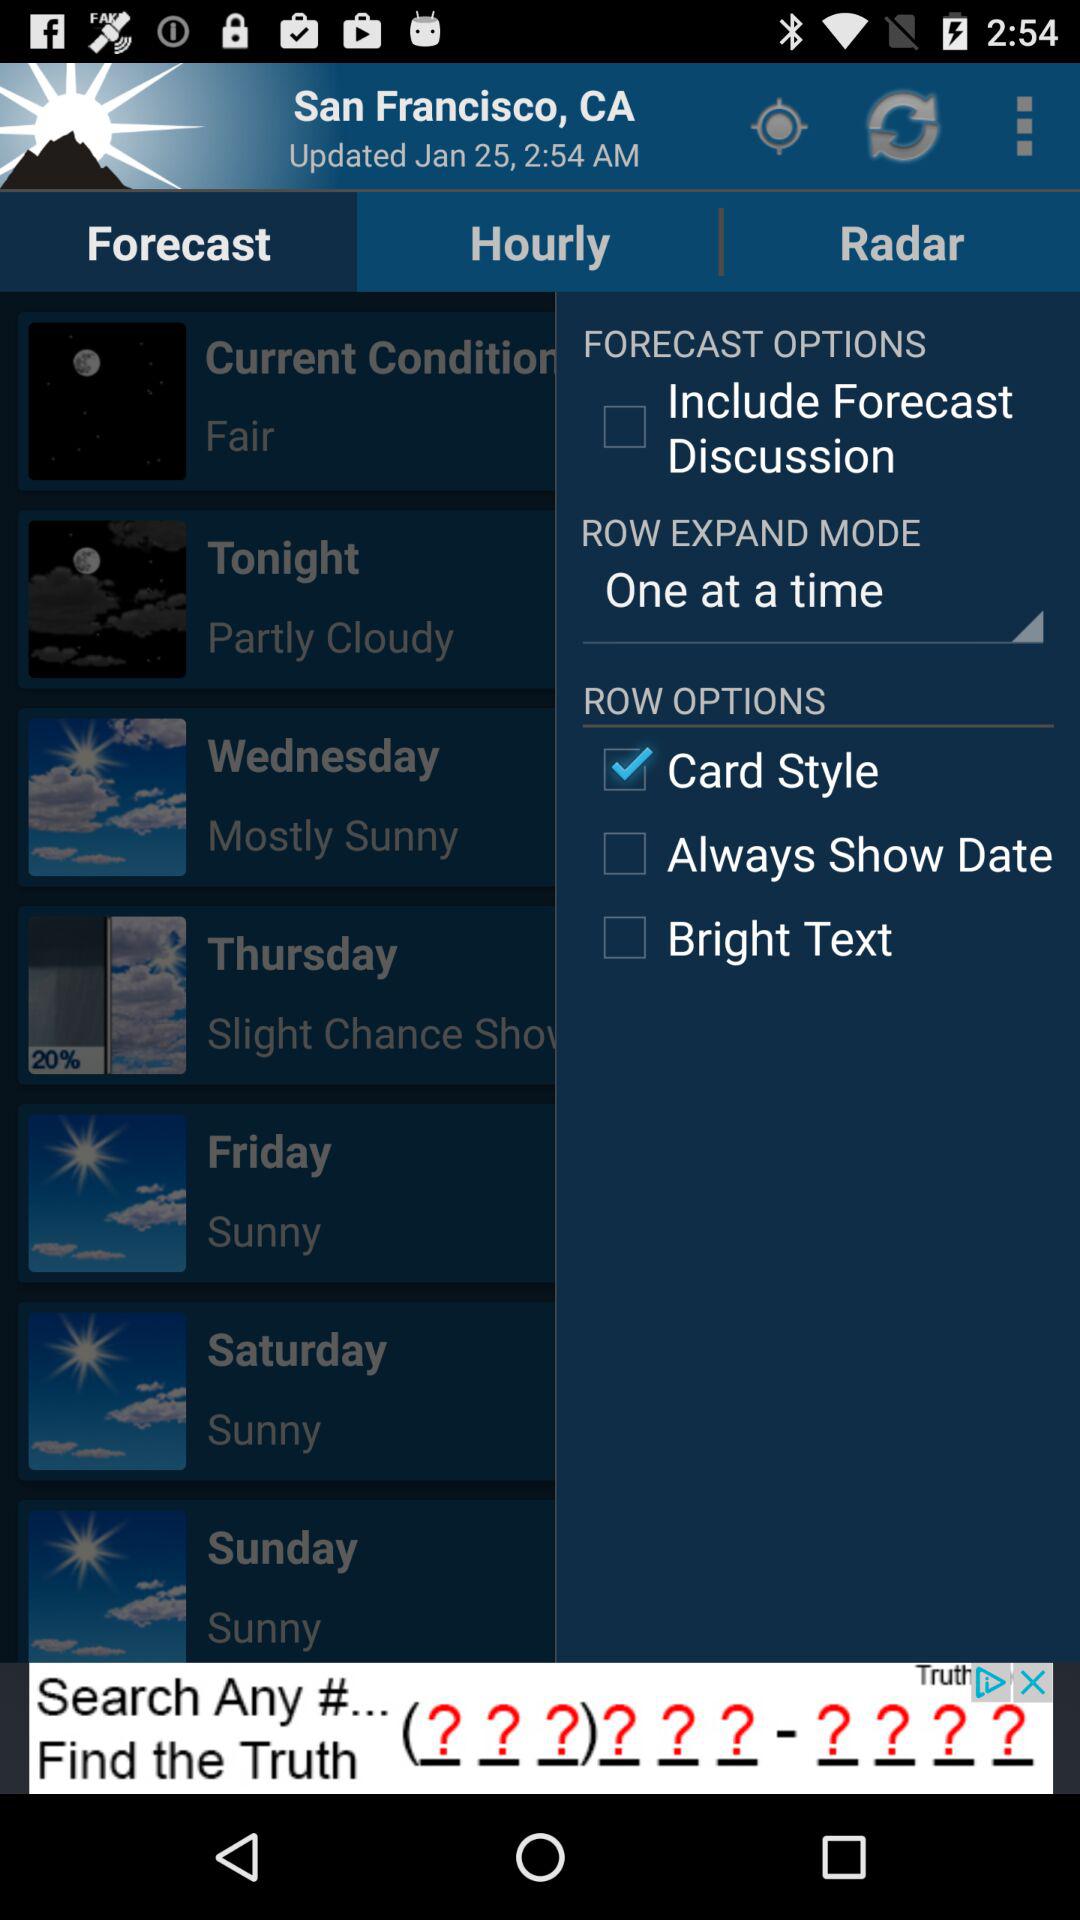 FAK
2:54
San Francisco, CA
Updated Jan 25, 2:54 AM
Forecast
Hourly
Radar
Current Condition
Fair
Tonight
Partly Cloudy
Wednesday
Mostly Sunny
20%
Thursday
Slight Chance Show
Friday
Sunny
Saturday
Sunny
Sunday
Sunny
FORECAST OPTIONS
Include Forecast
Discussion
ROW EXPAND MODE
One at a time
ROW OPTIONS
Card Style
Always Show Date
Bright Text
Search Any #...
Find the Truth
(???)??? - ????
Truth